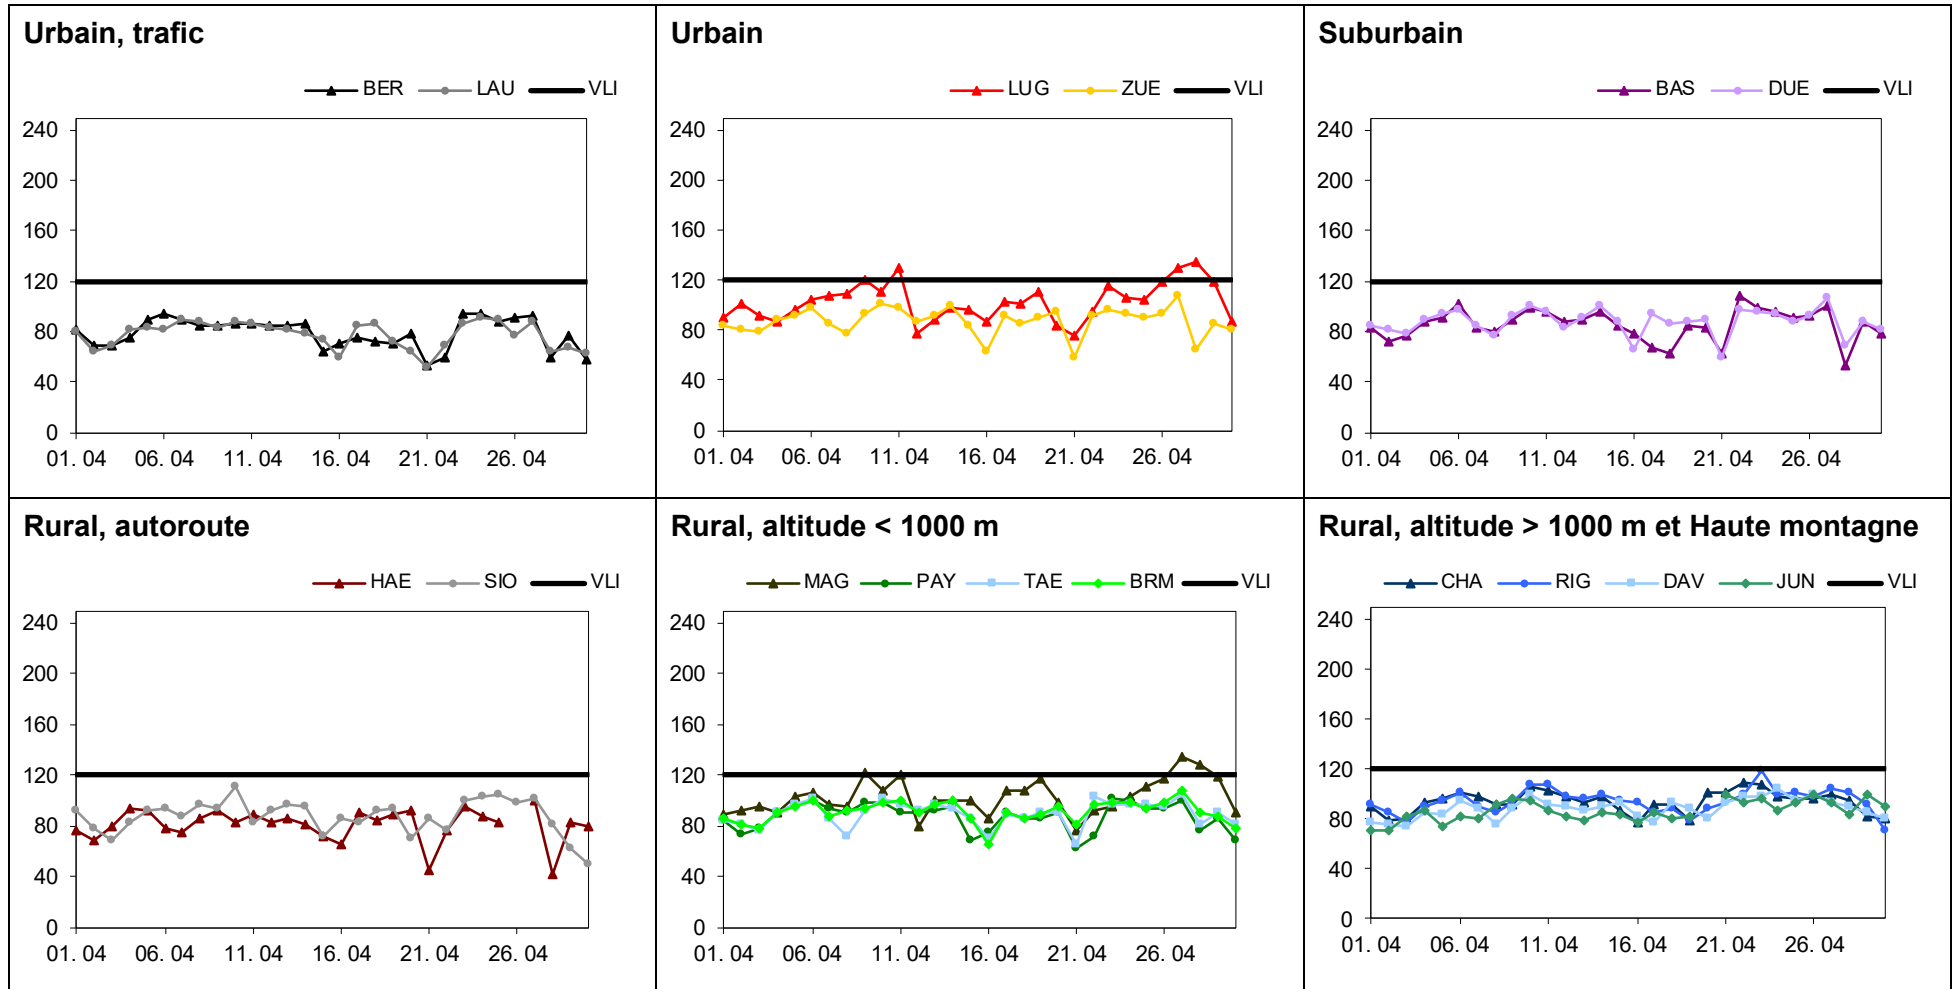 Urbain, trafic
BER LAU VLI
240
200
160
120
80
40
0
01. 04 06. 04 11. 04 16. 04 21. 04 26. 04
Urbain
LUG ZUE VLI
240
200
160
120
80
40
0
01. 04 06. 04 11. 04 16. 04 21. 04 26. 04
Suburbain
BAS DUE VLI
240
200
160
120
80
40
0
01. 04 06. 04 11. 04 16. 04 21. 04 26. 04
Rural, autoroute
HAE SIO VLI
240
200
160
120
80
40
0
01. 04 06. 04 11. 04 16. 04 21. 04 26. 04
Rural, altitude < 1000 m
MAG PAY TAE BRM VLI
240
200
160
120
80
40
0
01. 04 06. 04 11. 04 16. 04 21. 04 26. 04
Rural, altitude > 1000 m et Haute montagne
CHA RIG DAV JUN VLI
240
200
160
120
80
40
0
01. 04 06. 04 11. 04 16. 04 21. 04 26. 04